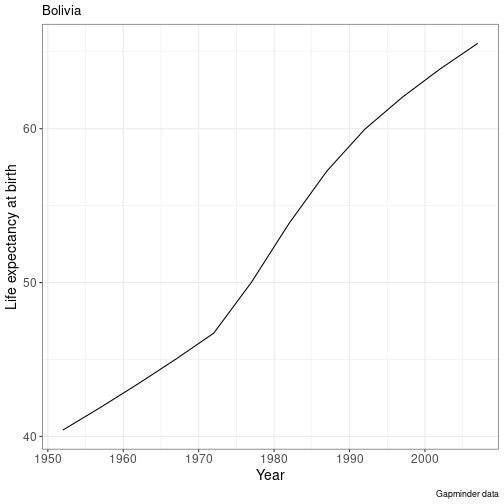 Bolivia
Life expectancy at birth
60
50
40
1950 1960 1970 1980 1990 2000
Year
Gapminder data